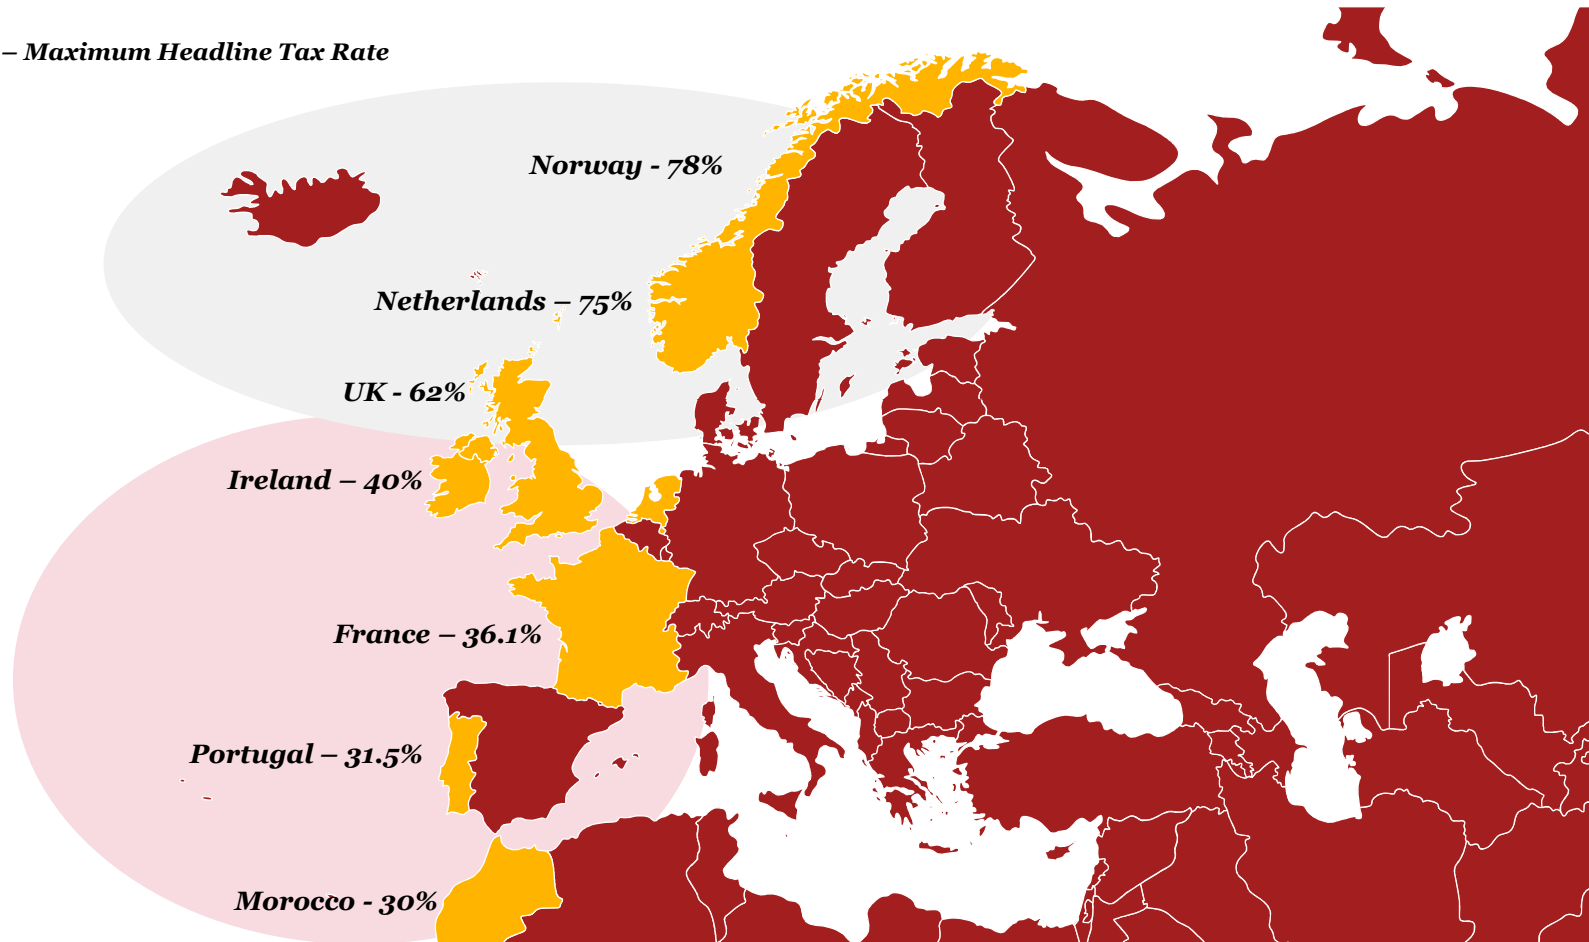 – Maximum Headline Tax Rate
Norway - 78%
Netherlands – 75%
UK - 62%
Ireland – 40%
France – 36.1%
Portugal – 31.5%
Morocco - 30%